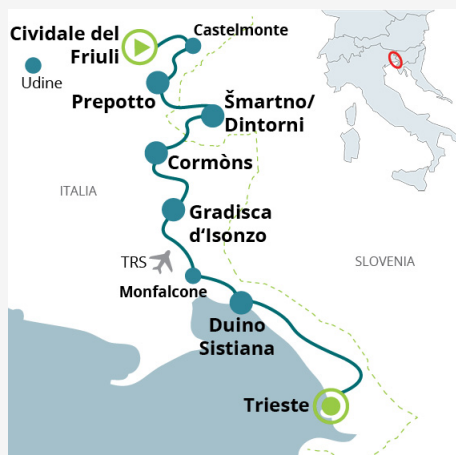 Cividale del
Friuli
Castelmonte
Udine
Prepotto
Šmartno/
Dintorni
Cormòns
ITALIA
Gradisca
d‘Isonzo
TRS
SLOVENIA
Monfalcone
Duino
Sistiana
Trieste